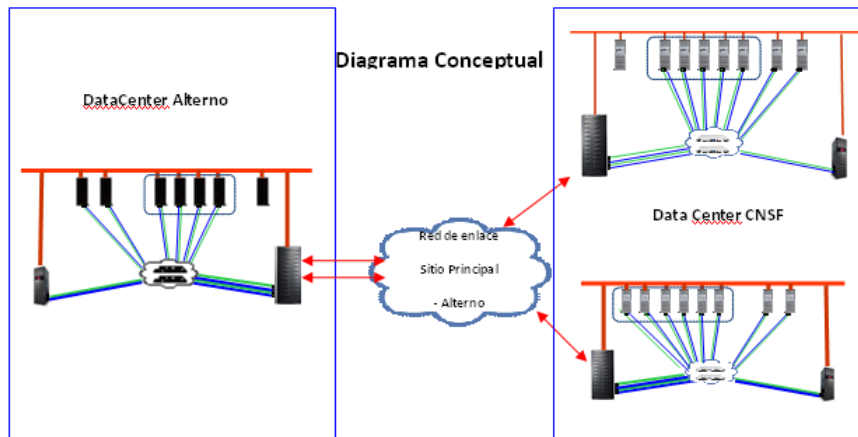 Diagrama Conceptual
DataCenter Alterno
Red de enlace
Sitio Principal
- Alterno
Data Center CNSF